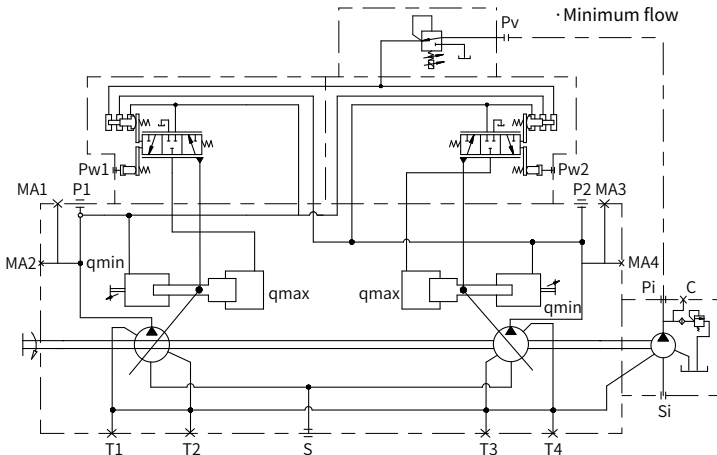 ·Minimum flow
Pv
Pw1
Pw2
MA1
P1
P2
MA3
MA2
qmin
MA4
qmax
qmax
qmin
Pi
C
Si
T1
T2
S
T3
T4